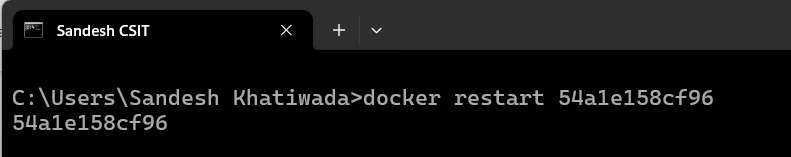 Sandesh CSIT
C:\Users\Sandesh Khatiwada>docker restart 54a1e158cf96
54a1e158cf96